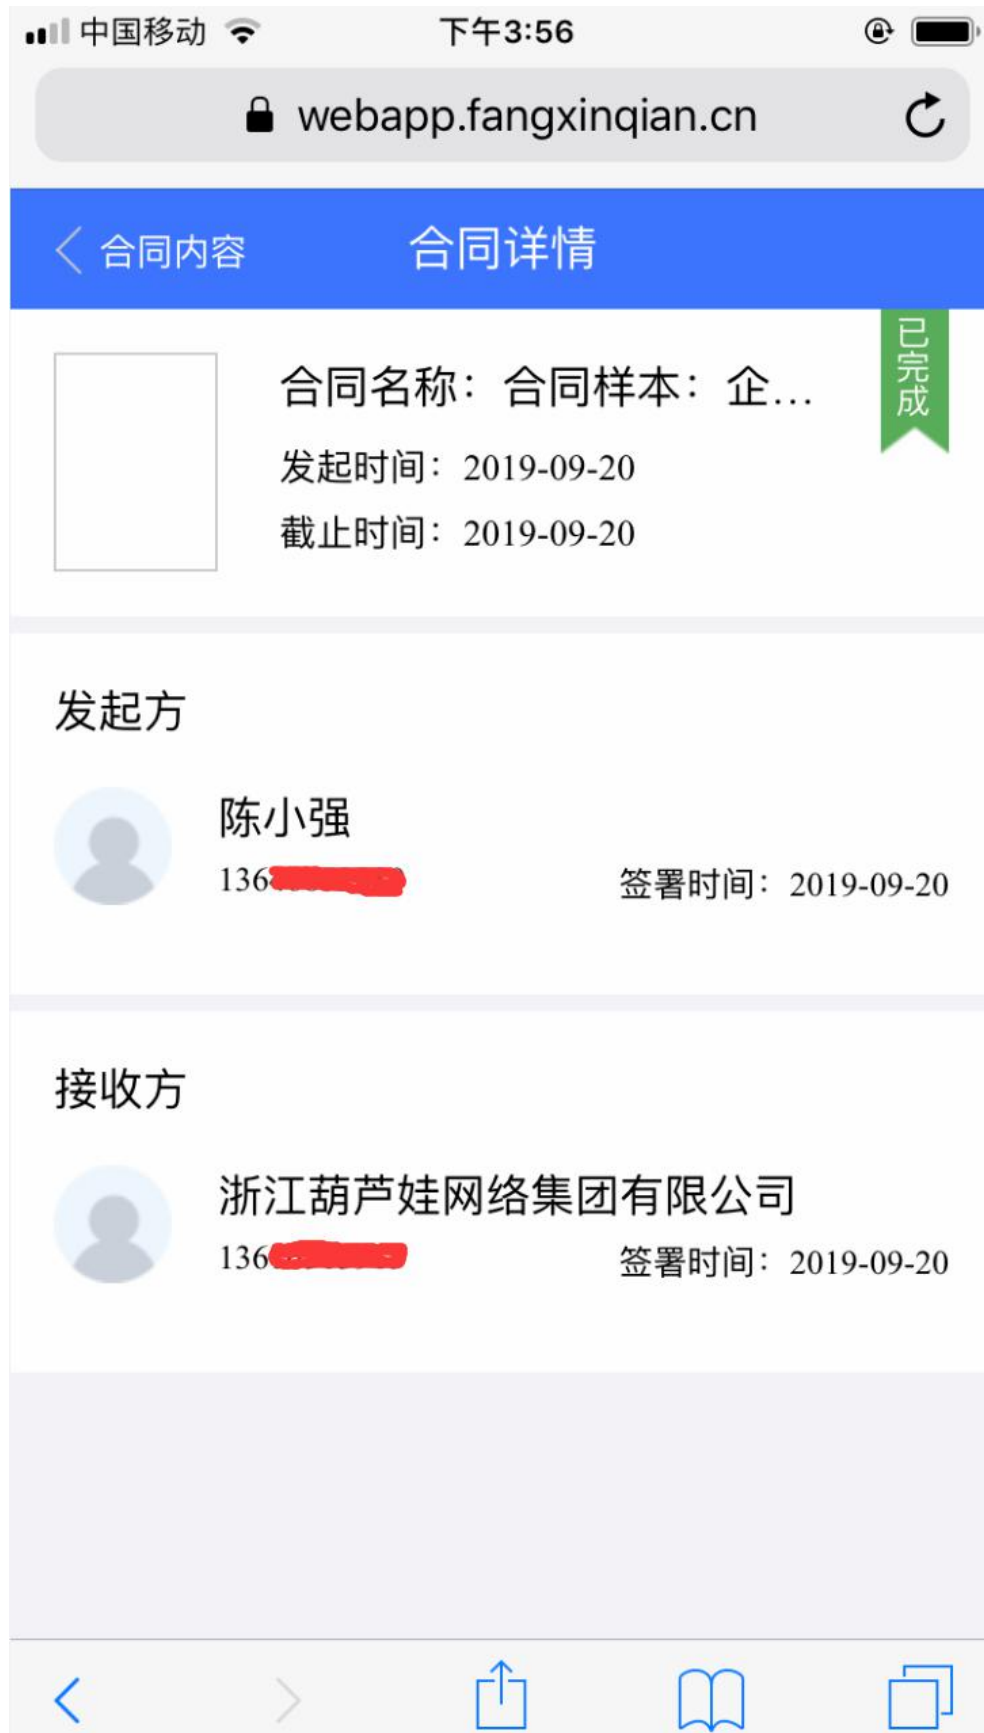 中国移动 下午3:56
webapp.fangxinqian.cn
合同内容 合同详情
已完成
合同名称：合同样本：企...
发起时间：2019-09-20
截止时间：2019-09-20
发起方
陈小强
136 签署时间：2019-09-20
接收方
浙江葫芦娃网络集团有限公司
136 签署时间：2019-09-20